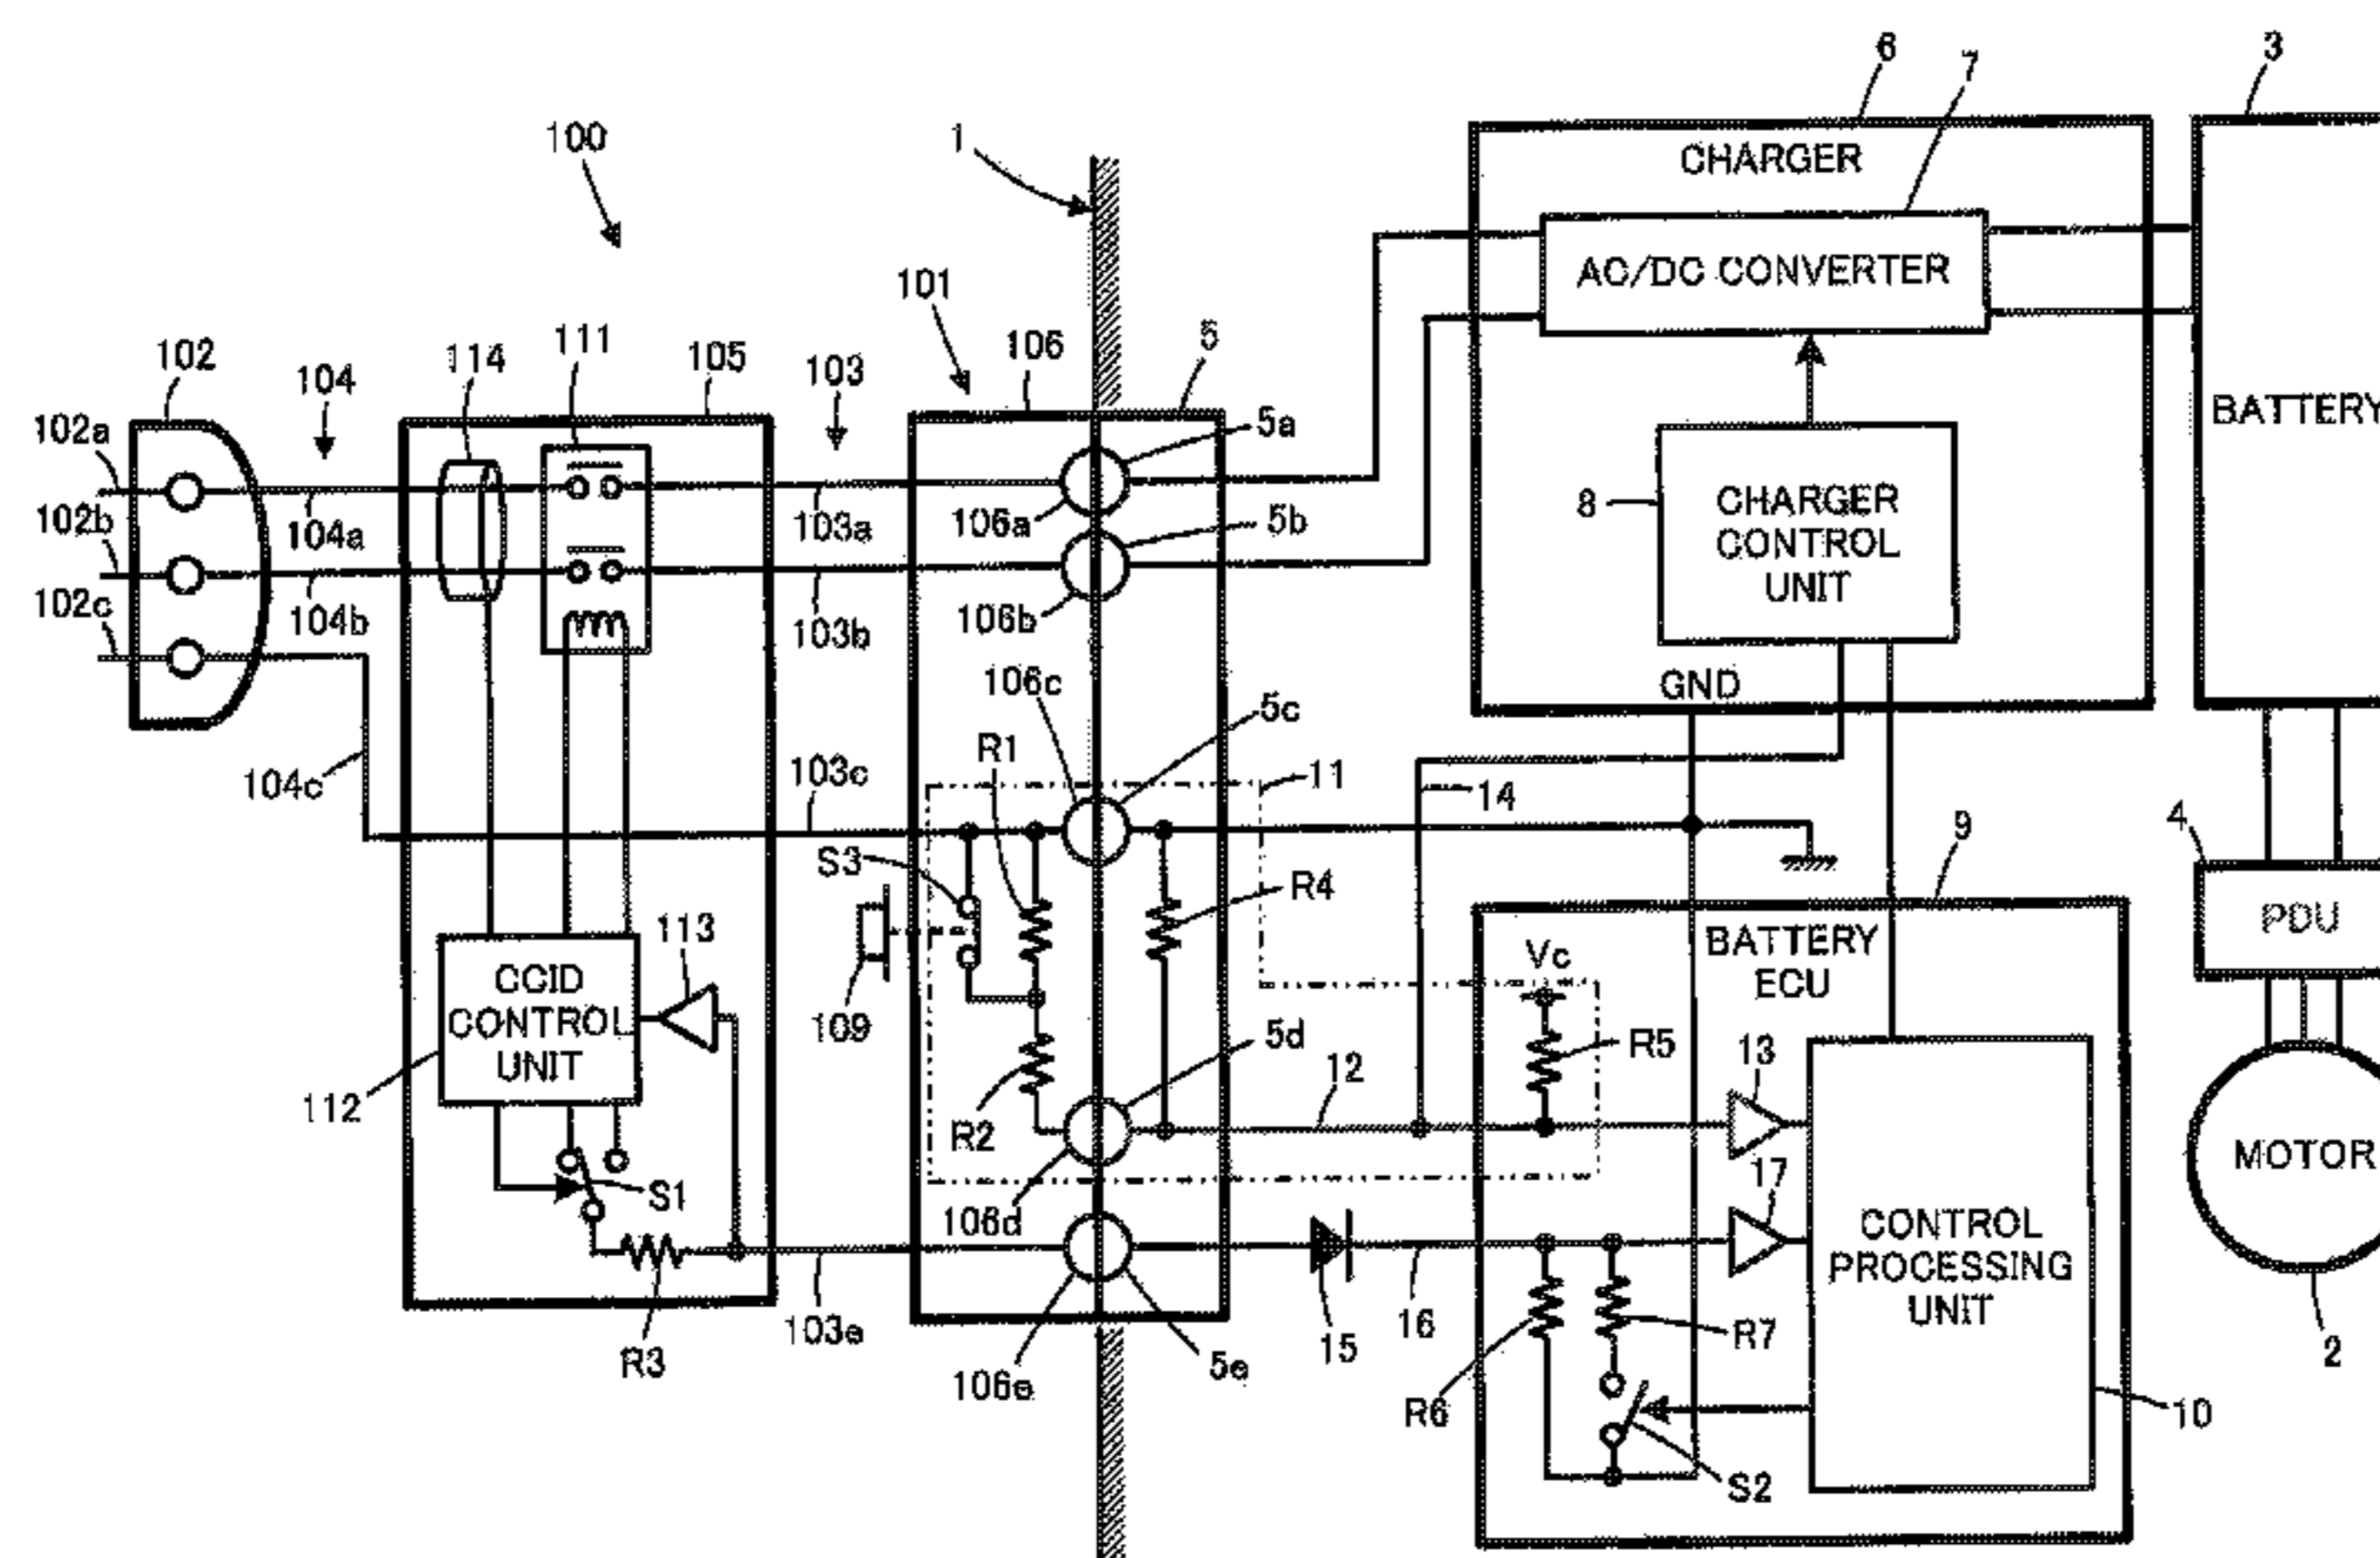 3
6
7
1
100
CHARGER
AC/DC CONVERTER
101
111
106
5
102
114
105
103
104
5a
BATTERY
102a
102b
104a
103a
106a
5b
8
CHARGER
CONTROL
UNIT
102c
104b
103b
106b
GND
106c
5c
R1
104c
103c
11
14
4
9
S3
R4
113
PDU
BATTERY
ECU
Vc
CCID
CONTROL
UNIT
109
5d
R5
13
12
112
R2
MOTOR
17
S1
106d
CONTROL
PROCESSING
UNIT
103e
16
15
R7
R3
5e
106e
2
R6
10
S2